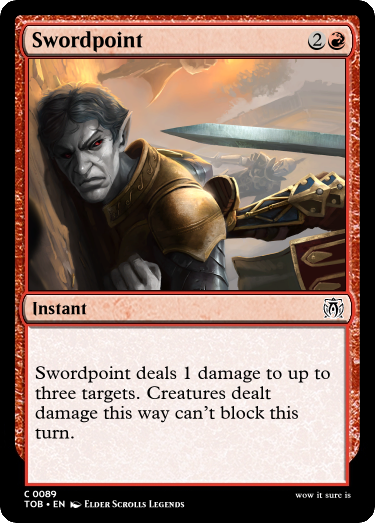 Swordpoint 2
Instant
Swordpoint deals 1 damage to up to
three targets. Creatures dealt
damage this way can't block this
turn.
C 0089
TOB • EN Elder Scrolls Legends
wow it sure is